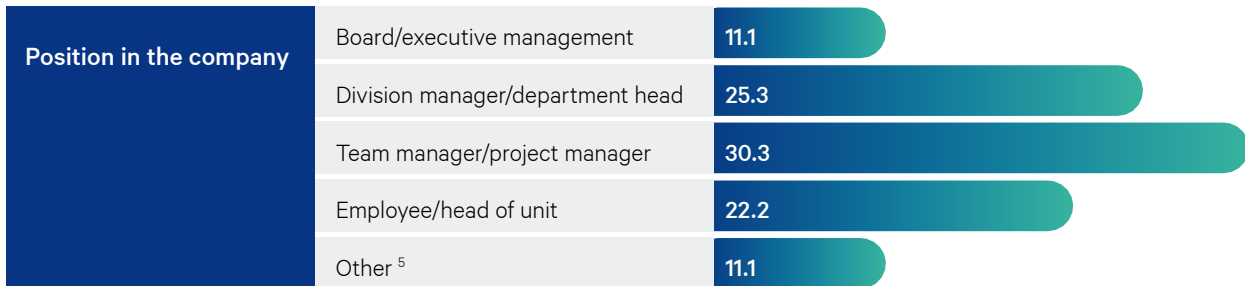 Position in the company
Board/executive management 11.1
Division manager/department head 25.3
Team manager/project manager 30.3
Employee/head of unit 22.2
Other 5 11.1